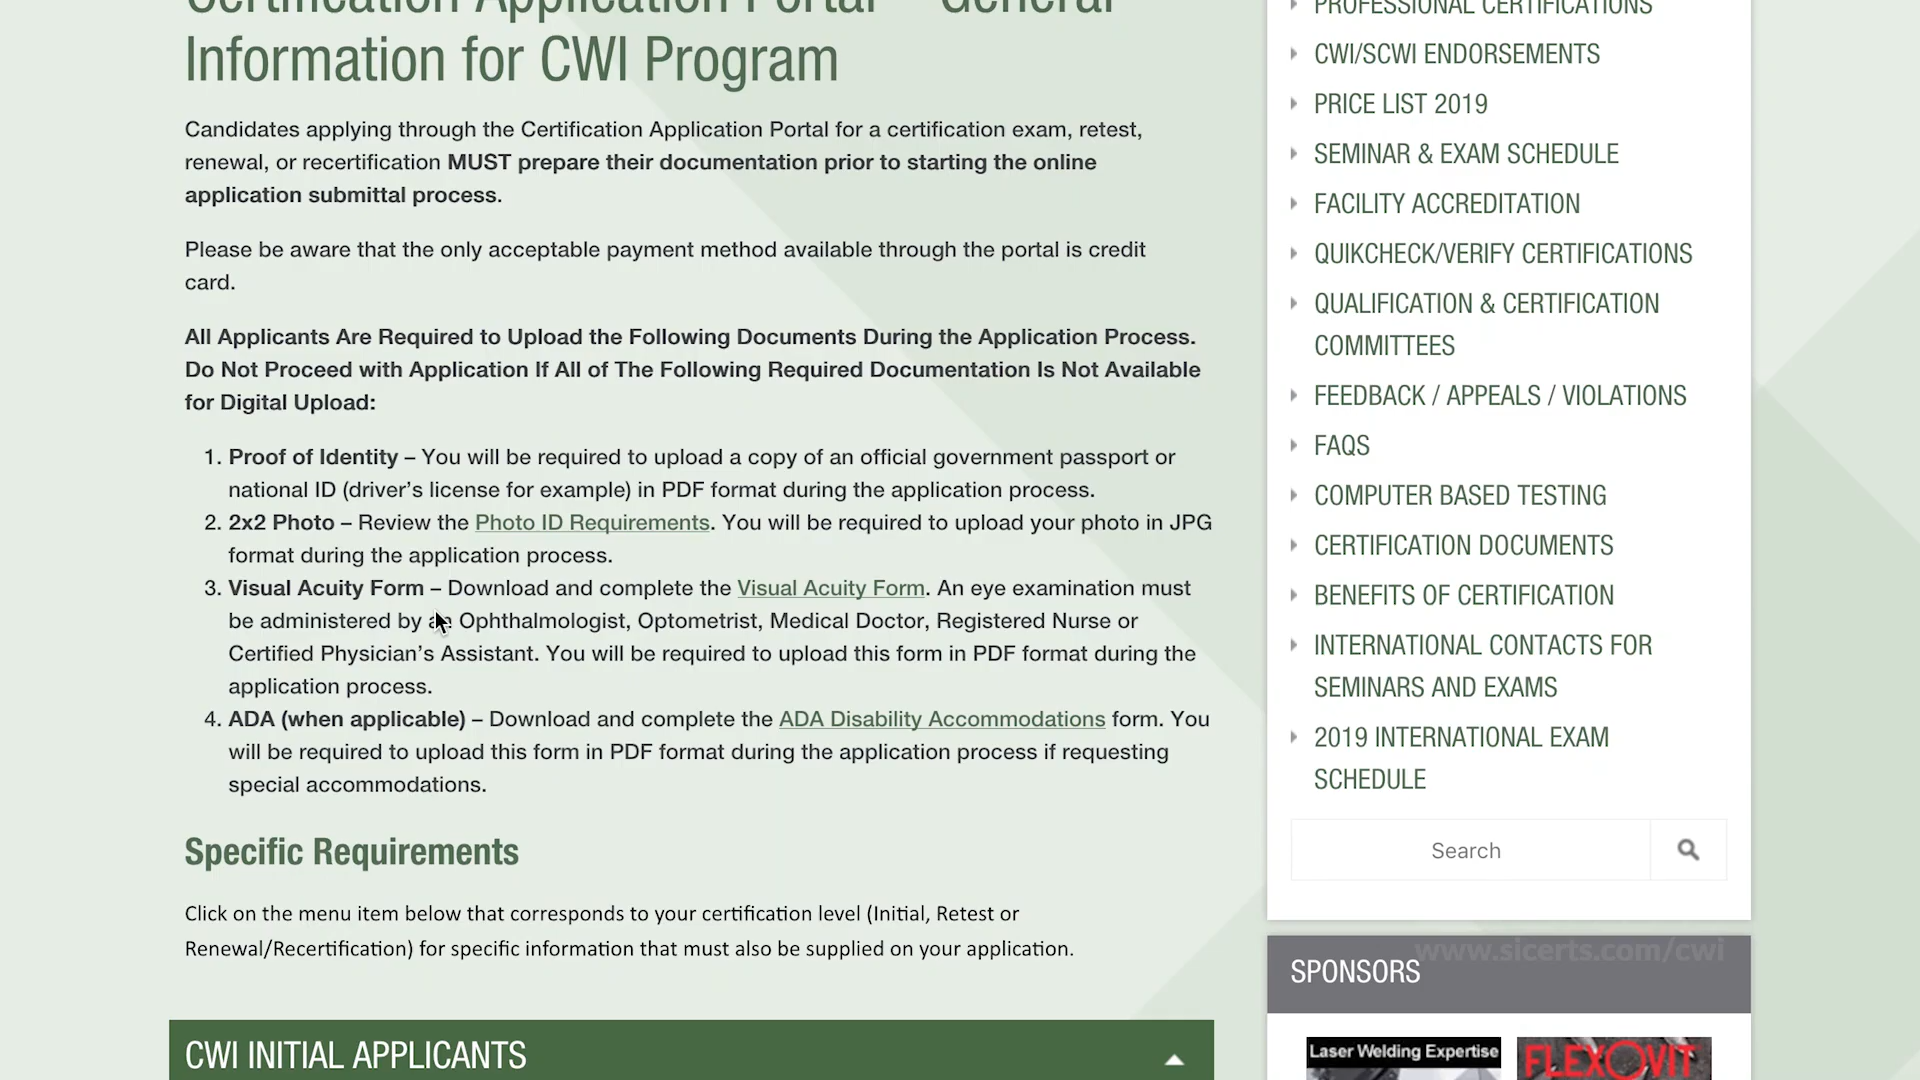 Certification Application Portal – General
Information for CWI Program
Candidates applying through the Certification Application Portal for a certification exam, retest,
renewal, or recertification MUST prepare their documentation prior to starting the online
application submittal process.
Please be aware that the only acceptable payment method available through the portal is credit
card.
All Applicants Are Required to Upload the Following Documents During the Application Process.
Do Not Proceed with Application If All of The Following Required Documentation Is Not Available
for Digital Upload:
1. Proof of Identity – You will be required to upload a copy of an official government passport or
national ID (driver’s license for example) in PDF format during the application process.
2. 2x2 Photo – Review the Photo ID Requirements. You will be required to upload your photo in JPG
format during the application process.
3. Visual Acuity Form – Download and complete the Visual Acuity Form. An eye examination must
be administered by an Ophthalmologist, Optometrist, Medical Doctor, Registered Nurse or
Certified Physician’s Assistant. You will be required to upload this form in PDF format during the
application process.
4. ADA (when applicable) – Download and complete the ADA Disability Accommodations form. You
will be required to upload this form in PDF format during the application process if requesting
special accommodations.
Specific Requirements
Click on the menu item below that corresponds to your certification level (Initial, Retest or
Renewal/Recertification) for specific information that must also be supplied on your application.
CWI INITIAL APPLICANTS
PROFESSIONAL CERTIFICATIONS
CWI/SCWI ENDORSEMENTS
PRICE LIST 2019
SEMINAR & EXAM SCHEDULE
FACILITY ACCREDITATION
QUIKCHECK/VERIFY CERTIFICATIONS
QUALIFICATION & CERTIFICATION
COMMITTEES
FEEDBACK / APPEALS / VIOLATIONS
FAQS
COMPUTER BASED TESTING
CERTIFICATION DOCUMENTS
BENEFITS OF CERTIFICATION
INTERNATIONAL CONTACTS FOR
SEMINARS AND EXAMS
2019 INTERNATIONAL EXAM
SCHEDULE
Search
www.sicerts.com/cwi
SPONSORS
Laser Welding Expertise
FLEXOVIT